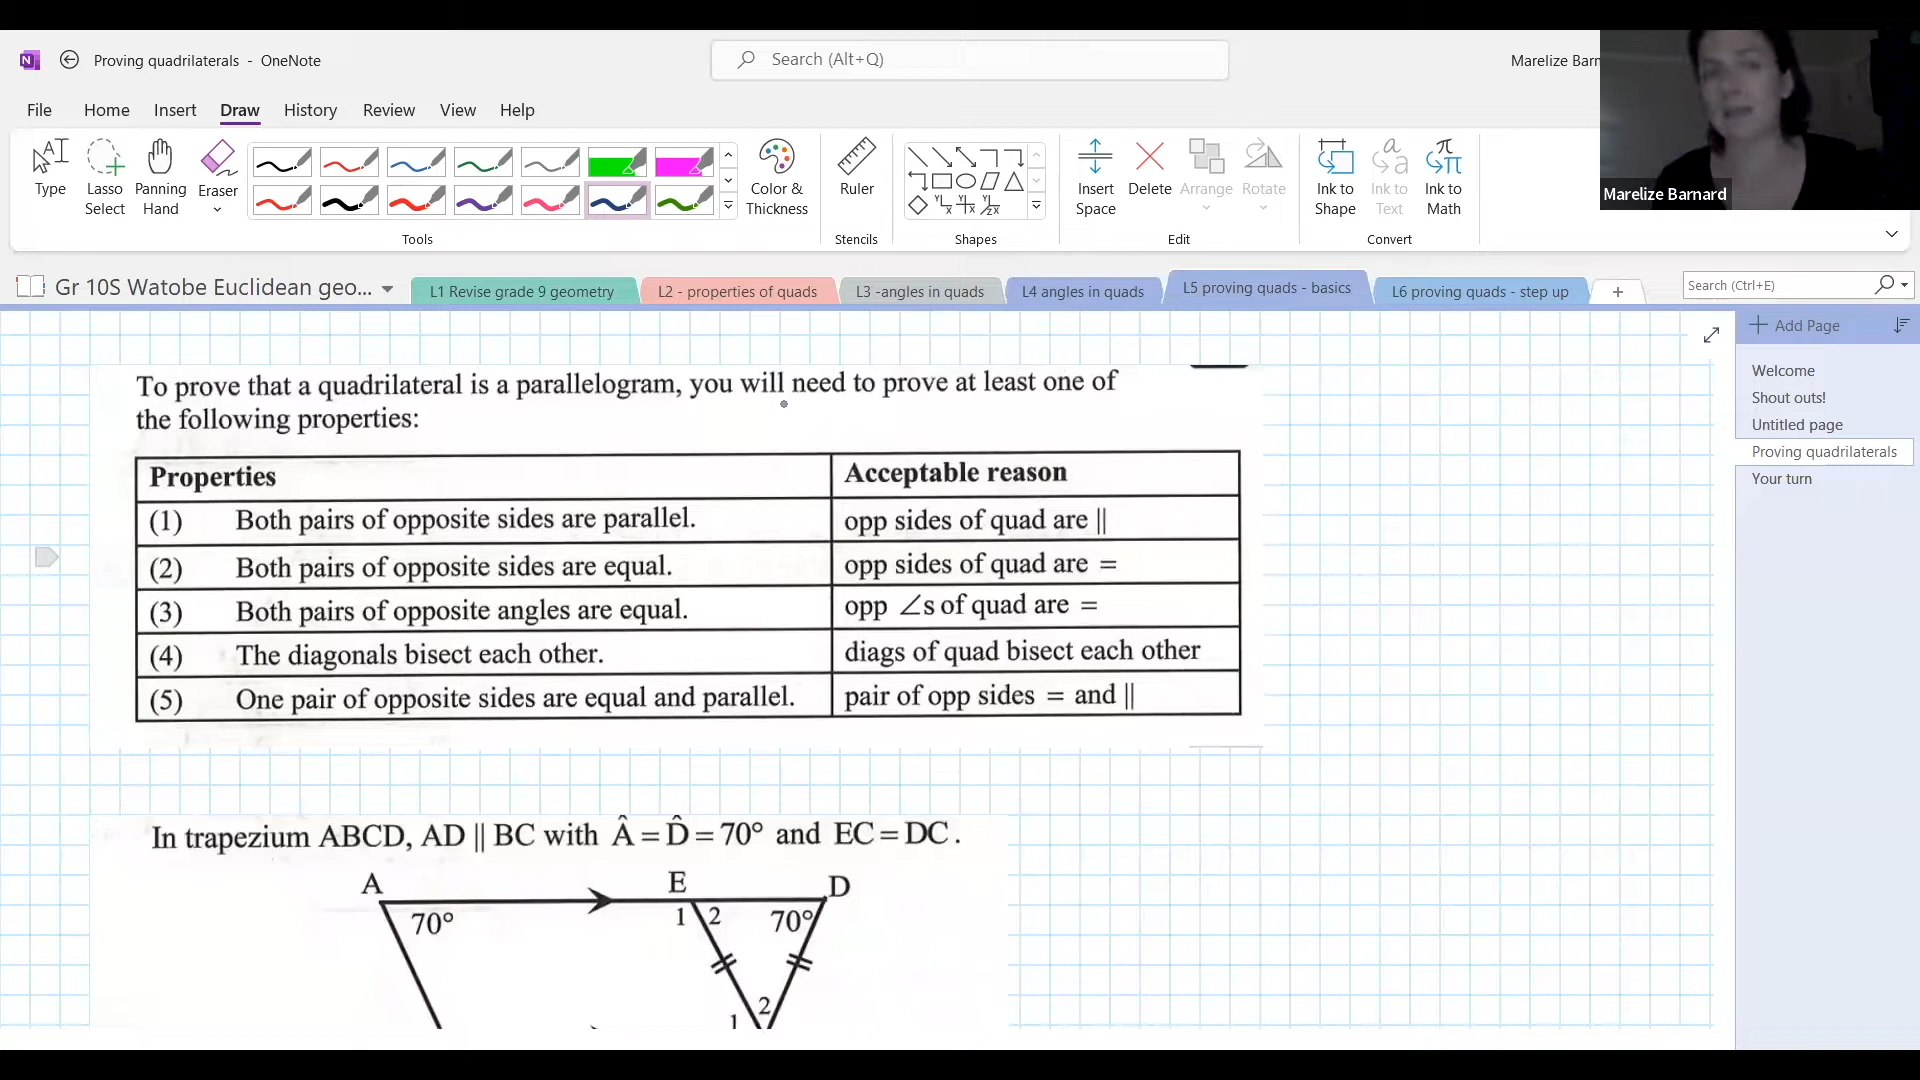 Proving quadrilaterals - OneNote
Search (Alt+Q)
Marelize Barn
File Home Insert Draw History Review View Help
Type
Lasso Select
Panning Hand
Eraser
Color & Thickness
Ruler
Insert Space
Delete
Arrange
Rotate
Ink to Shape
Ink to Text
Ink to Math
Tools
Stencils
Shapes
Edit
Convert
Marelize Barnard
Gr 10S Watobe Euclidean geo...
L1 Revise grade 9 geometry
L2 - properties of quads
L3 -angles in quads
L4 angles in quads
L5 proving quads - basics
L6 proving quads - step up
Search (Ctrl+E)
Add Page
Welcome
Shout outs!
Untitled page
Proving quadrilaterals
Your turn
To prove that a quadrilateral is a parallelogram, you will need to prove at least one of
the following properties:
Properties Acceptable reason
(1) Both pairs of opposite sides are parallel. opp sides of quad are ||
(2) Both pairs of opposite sides are equal. opp sides of quad are =
(3) Both pairs of opposite angles are equal. opp ∠s of quad are =
(4) The diagonals bisect each other. diags of quad bisect each other
(5) One pair of opposite sides are equal and parallel. pair of opp sides = and ||
In trapezium ABCD, AD || BC with Â = D̂ = 70° and EC = DC.
A E D
70° 1 2 70°
2
1